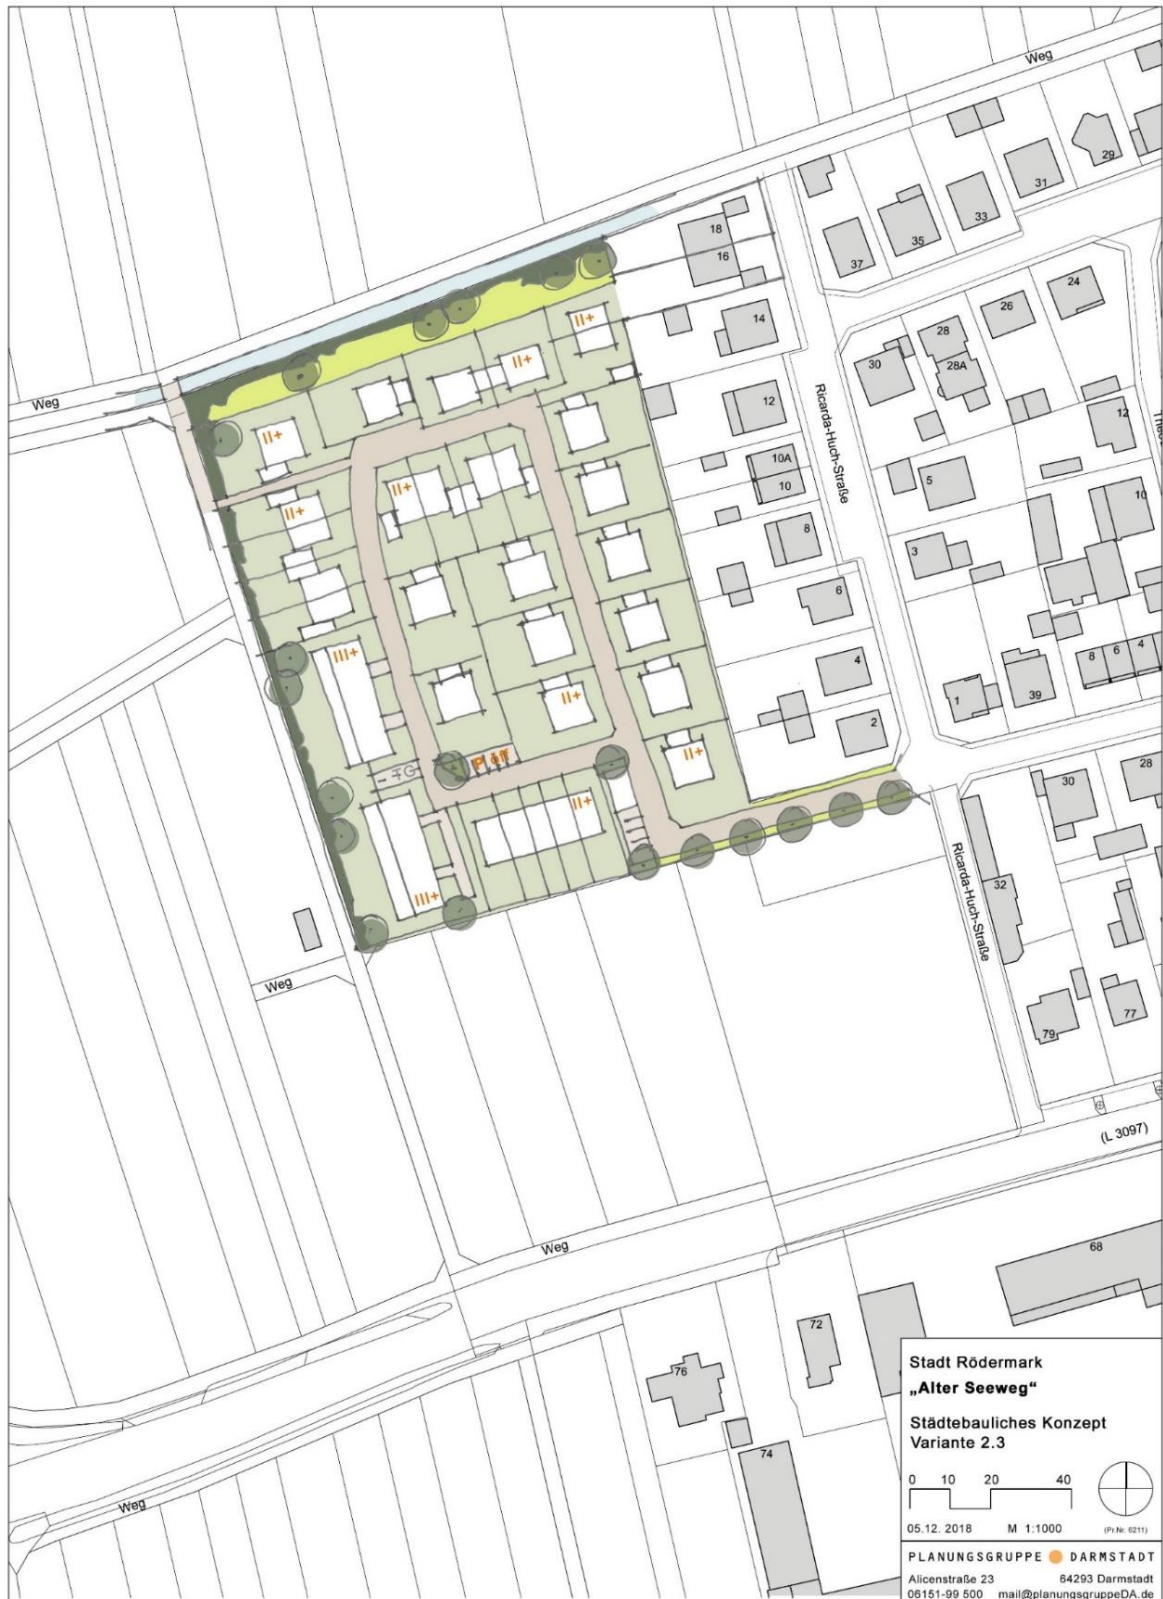 Weg
29
31
33
35
37
18
16
14
24
26
28
28A
30
12
Weg
II+
II+
II+
II+
II+
12
10A
10
Ricarda-Huch-Straße
5
10
8
3
6
III+
4
8
6
4
1
39
2
II+
II+
P öff
TG
II+
30
28
III+
Ricarda-Huch-Straße
32
Weg
79
77
(L 3097)
Weg
68
72
76
74
Weg
Stadt Rödermark
„Alter Seeweg“
Städtebauliches Konzept
Variante 2.3
0 10 20 40
05.12. 2018 M 1:1000 (Pr.Nr. 6211)
PLANUNGSGRUPPE DARMSTADT
Alicenstraße 23 64293 Darmstadt
06151-99 500 mail@planungsgruppeDA.de